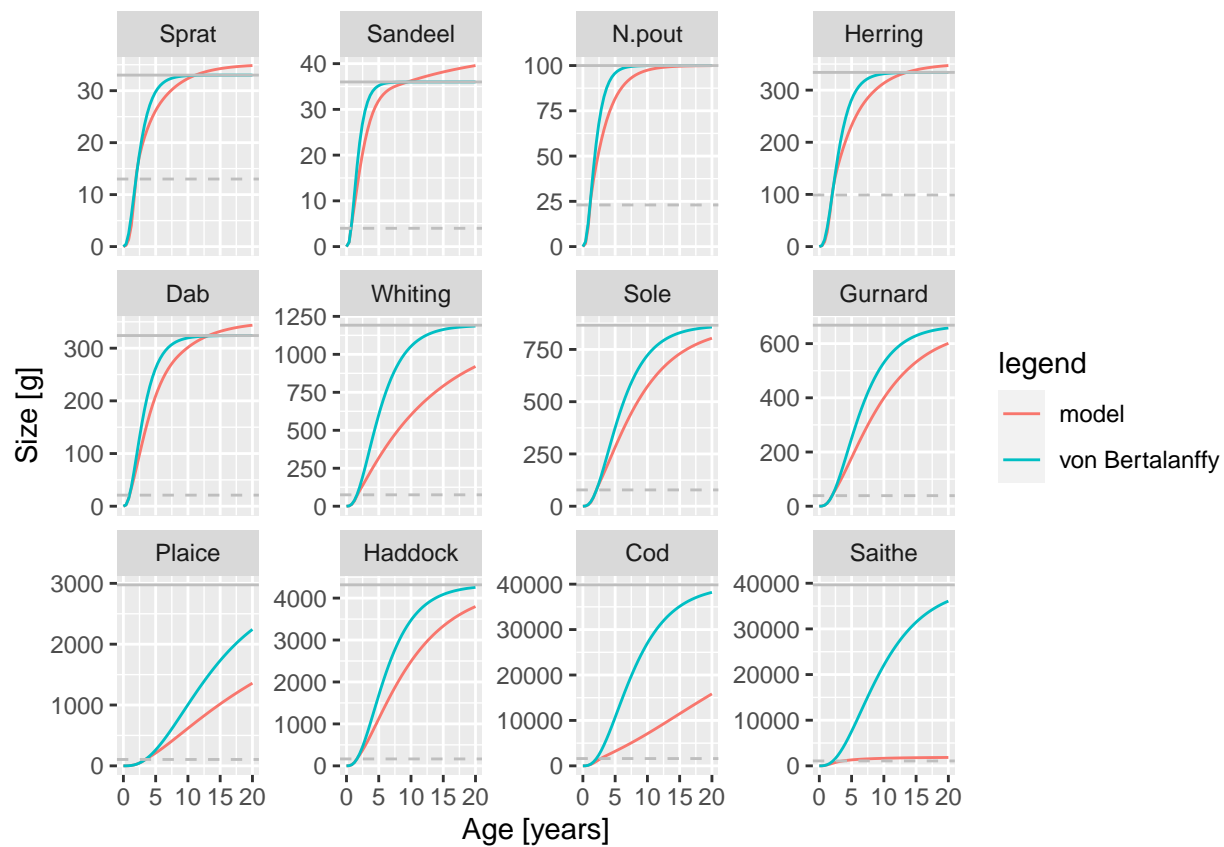 Sprat
Sandeel
N.pout
Herring
30
20
10
0
40
30
20
10
0
100
75
50
25
0
300
200
100
0
Dab
Whiting
Sole
Gurnard
300
200
100
0
1250
1000
750
500
250
0
750
500
250
0
600
400
200
0
Plaice
Haddock
Cod
Saithe
3000
2000
1000
0
4000
3000
2000
1000
0
40000
30000
20000
10000
0
40000
30000
20000
10000
0
0 5 10 15 20
0 5 10 15 20
0 5 10 15 20
0 5 10 15 20
Size [g]
Age [years]
legend
model
von Bertalanffy